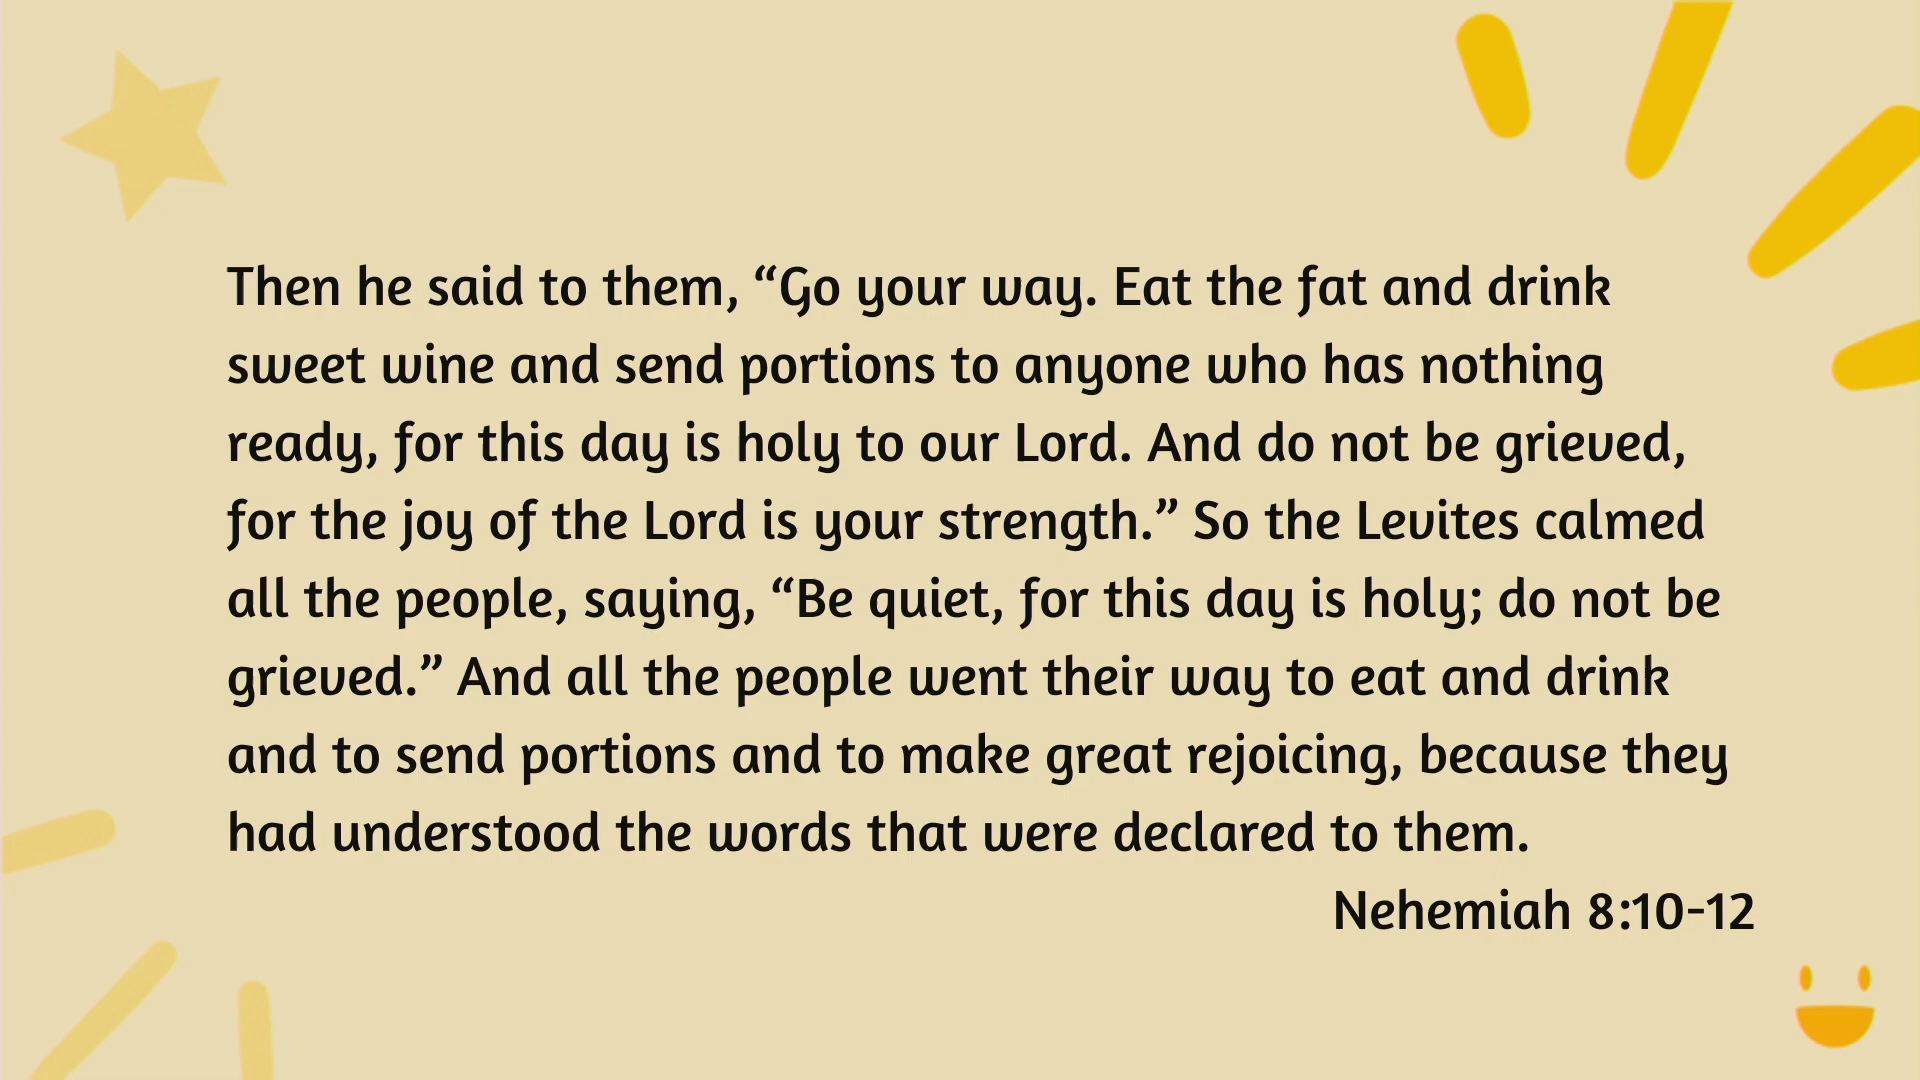 Then he said to them, “Go your way. Eat the fat and drink
sweet wine and send portions to anyone who has nothing
ready, for this day is holy to our Lord. And do not be grieved,
for the joy of the Lord is your strength.” So the Levites calmed
all the people, saying, “Be quiet, for this day is holy; do not be
grieved.” And all the people went their way to eat and drink
and to send portions and to make great rejoicing, because they
had understood the words that were declared to them.
Nehemiah 8:10-12